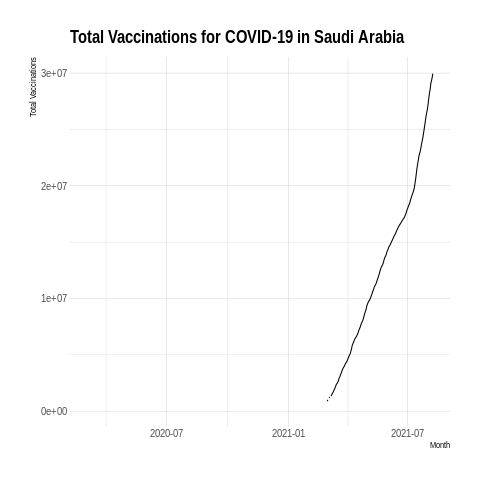 Total Vaccinations for COVID-19 in Saudi Arabia
Total Vaccinations
3e+07
2e+07
1e+07
0e+00
2020-07 2021-01 2021-07
Month